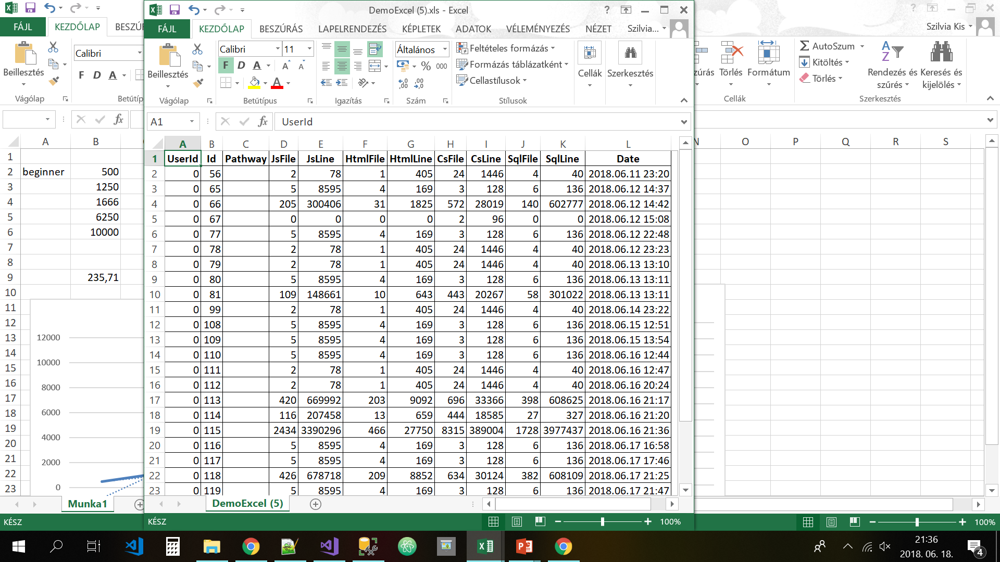 DemoExcel (5).xls - Excel
FÁJL KEZDŐLAP BESZÚR
FÁJL KEZDŐLAP BESZÚRÁS LAPELRENDEZÉS KÉPLETEK ADATOK VÉLEMÉNYEZÉS NÉZET Szilvia...
Szilvia Kis
Beillesztés
Vágólap
Calibri
F D A
Betűtíp
Beillesztés
Vágólap
Calibri 11
F D A
Betűtípus
Igazítás
Általános
% 000
Szám
Feltételes formázás
Formázás táblázatként
Cellastílusok
Stílusok
Cellák
Szerkesztés
zúrás Törlés Formátum
Cellák
AutoSzum
Kitöltés
Törlés
Rendezés és szűrés
Keresés és kijelölés
Szerkesztés
A1 fx UserId
A B
1
2 beginner 500
3 1250
4 1666
5 6250
6 10000
7
8
9 235,71
10
11
12
13
14
15
16
17
18
19
20
21
22
23
12000
10000
8000
6000
4000
2000
0
A B C D E F G H I J K L
1 UserId Id Pathway JsFile JsLine HtmlFile HtmlLine CsFile CsLine SqlFile SqlLine Date
2 0 56 2 78 1 405 24 1446 4 40 2018.06.11 23:20
3 0 65 5 8595 4 169 3 128 6 136 2018.06.12 14:37
4 0 66 205 300406 31 1825 572 28019 140 602777 2018.06.12 14:42
5 0 67 0 0 0 0 2 96 0 0 2018.06.12 15:08
6 0 77 5 8595 4 169 3 128 6 136 2018.06.12 22:48
7 0 78 2 78 1 405 24 1446 4 40 2018.06.12 23:23
8 0 79 2 78 1 405 24 1446 4 40 2018.06.13 13:10
9 0 80 5 8595 4 169 3 128 6 136 2018.06.13 13:11
10 0 81 109 148661 10 643 443 20267 58 301022 2018.06.13 13:11
11 0 99 2 78 1 405 24 1446 4 40 2018.06.14 23:22
12 0 108 5 8595 4 169 3 128 6 136 2018.06.15 12:51
13 0 109 5 8595 4 169 3 128 6 136 2018.06.15 13:54
14 0 110 5 8595 4 169 3 128 6 136 2018.06.16 12:44
15 0 111 2 78 1 405 24 1446 4 40 2018.06.16 12:47
16 0 112 2 78 1 405 24 1446 4 40 2018.06.16 20:24
17 0 113 420 669992 203 9092 696 33366 398 608625 2018.06.16 21:17
18 0 114 116 207458 13 659 444 18585 27 327 2018.06.16 21:20
19 0 115 2434 3390296 466 27750 8315 389004 1728 3977437 2018.06.16 21:36
20 0 116 5 8595 4 169 3 128 6 136 2018.06.17 16:58
21 0 117 5 8595 4 169 3 128 6 136 2018.06.17 17:46
22 0 118 426 678718 209 8852 634 30124 382 608109 2018.06.17 21:25
23 0 119 5 8595 4 169 3 128 6 136 2018.06.17 21:47
N O P Q R S
Munka1
DemoExcel (5)
KÉSZ
KÉSZ 100%
100%
21:36
2018. 06. 18.
4